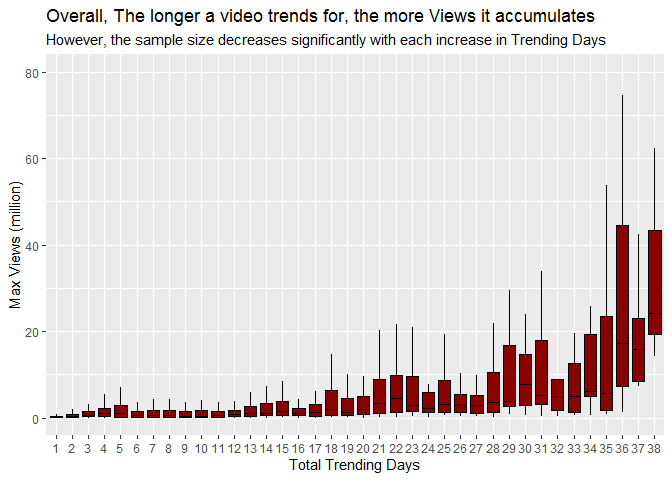 Overall, The longer a video trends for, the more Views it accumulates
However, the sample size decreases significantly with each increase in Trending Days
80
60
40
20
0
Max Views (million)
1 2 3 4 5 6 7 8 9 10 11 12 13 14 15 16 17 18 19 20 21 22 23 24 25 26 27 28 29 30 31 32 33 34 35 36 37 38
Total Trending Days